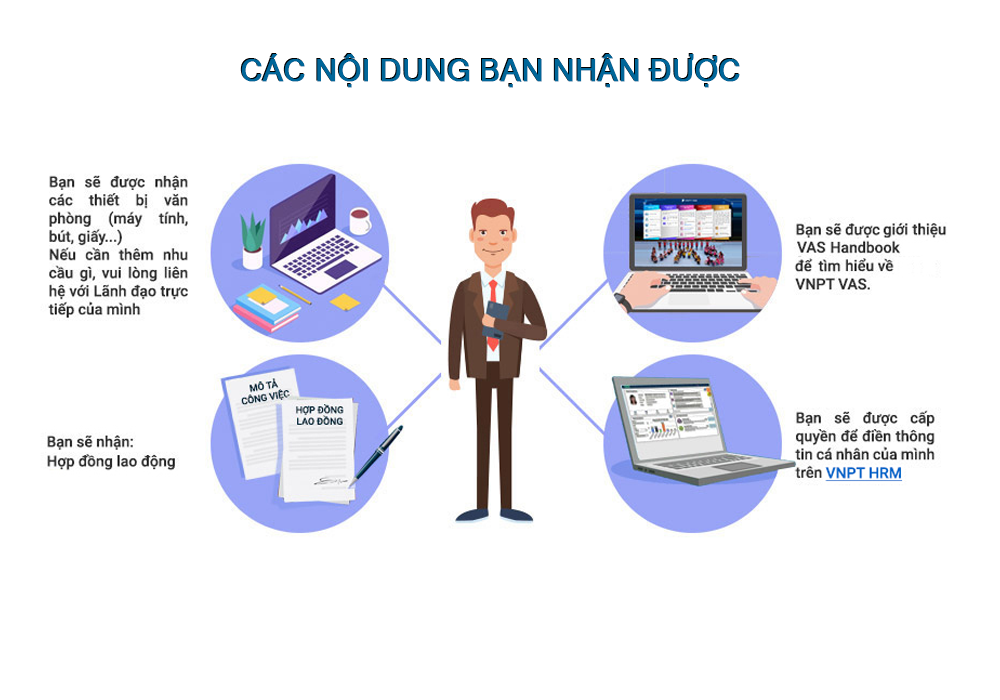 CÁC NỘI DUNG BẠN NHẬN ĐƯỢC
Bạn sẽ được nhận
các thiết bị văn
phòng (máy tính,
bút, giấy...)
Nếu cần thêm nhu
cầu gì, vui lòng liên
hệ với Lãnh đạo trực
tiếp của mình
VAS
Bạn sẽ được giới thiệu
VAS Handbook
để tìm hiểu về
VNPT VAS.
Bạn sẽ nhận:
Hợp đồng lao động
MÔ TẢ
CÔNG VIỆC
HỢP ĐỒNG
LAO ĐỒNG
Bạn sẽ được cấp
quyền để điền thông
tin cá nhân của mình
trên VNPT HRM